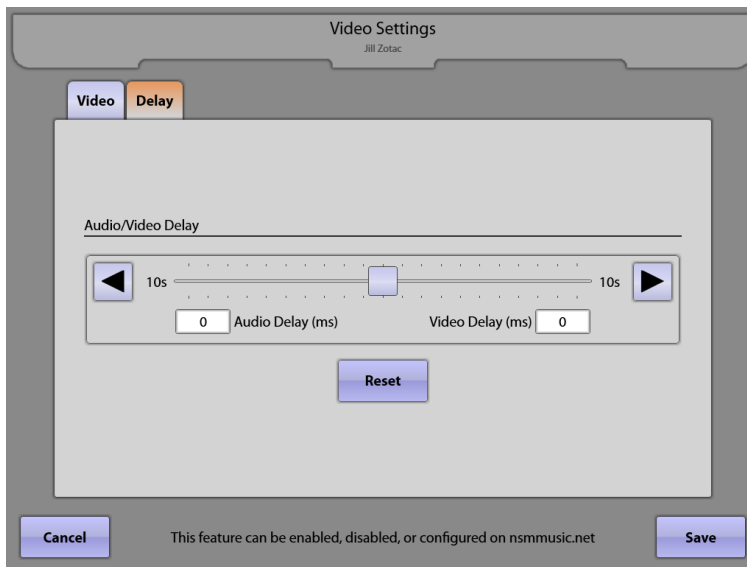 Video Settings
Jill Zotac
Video Delay
Audio/Video Delay
10s 10s
0 Audio Delay (ms) Video Delay (ms) 0
Reset
Cancel This feature can be enabled, disabled, or configured on nsmmusic.net Save